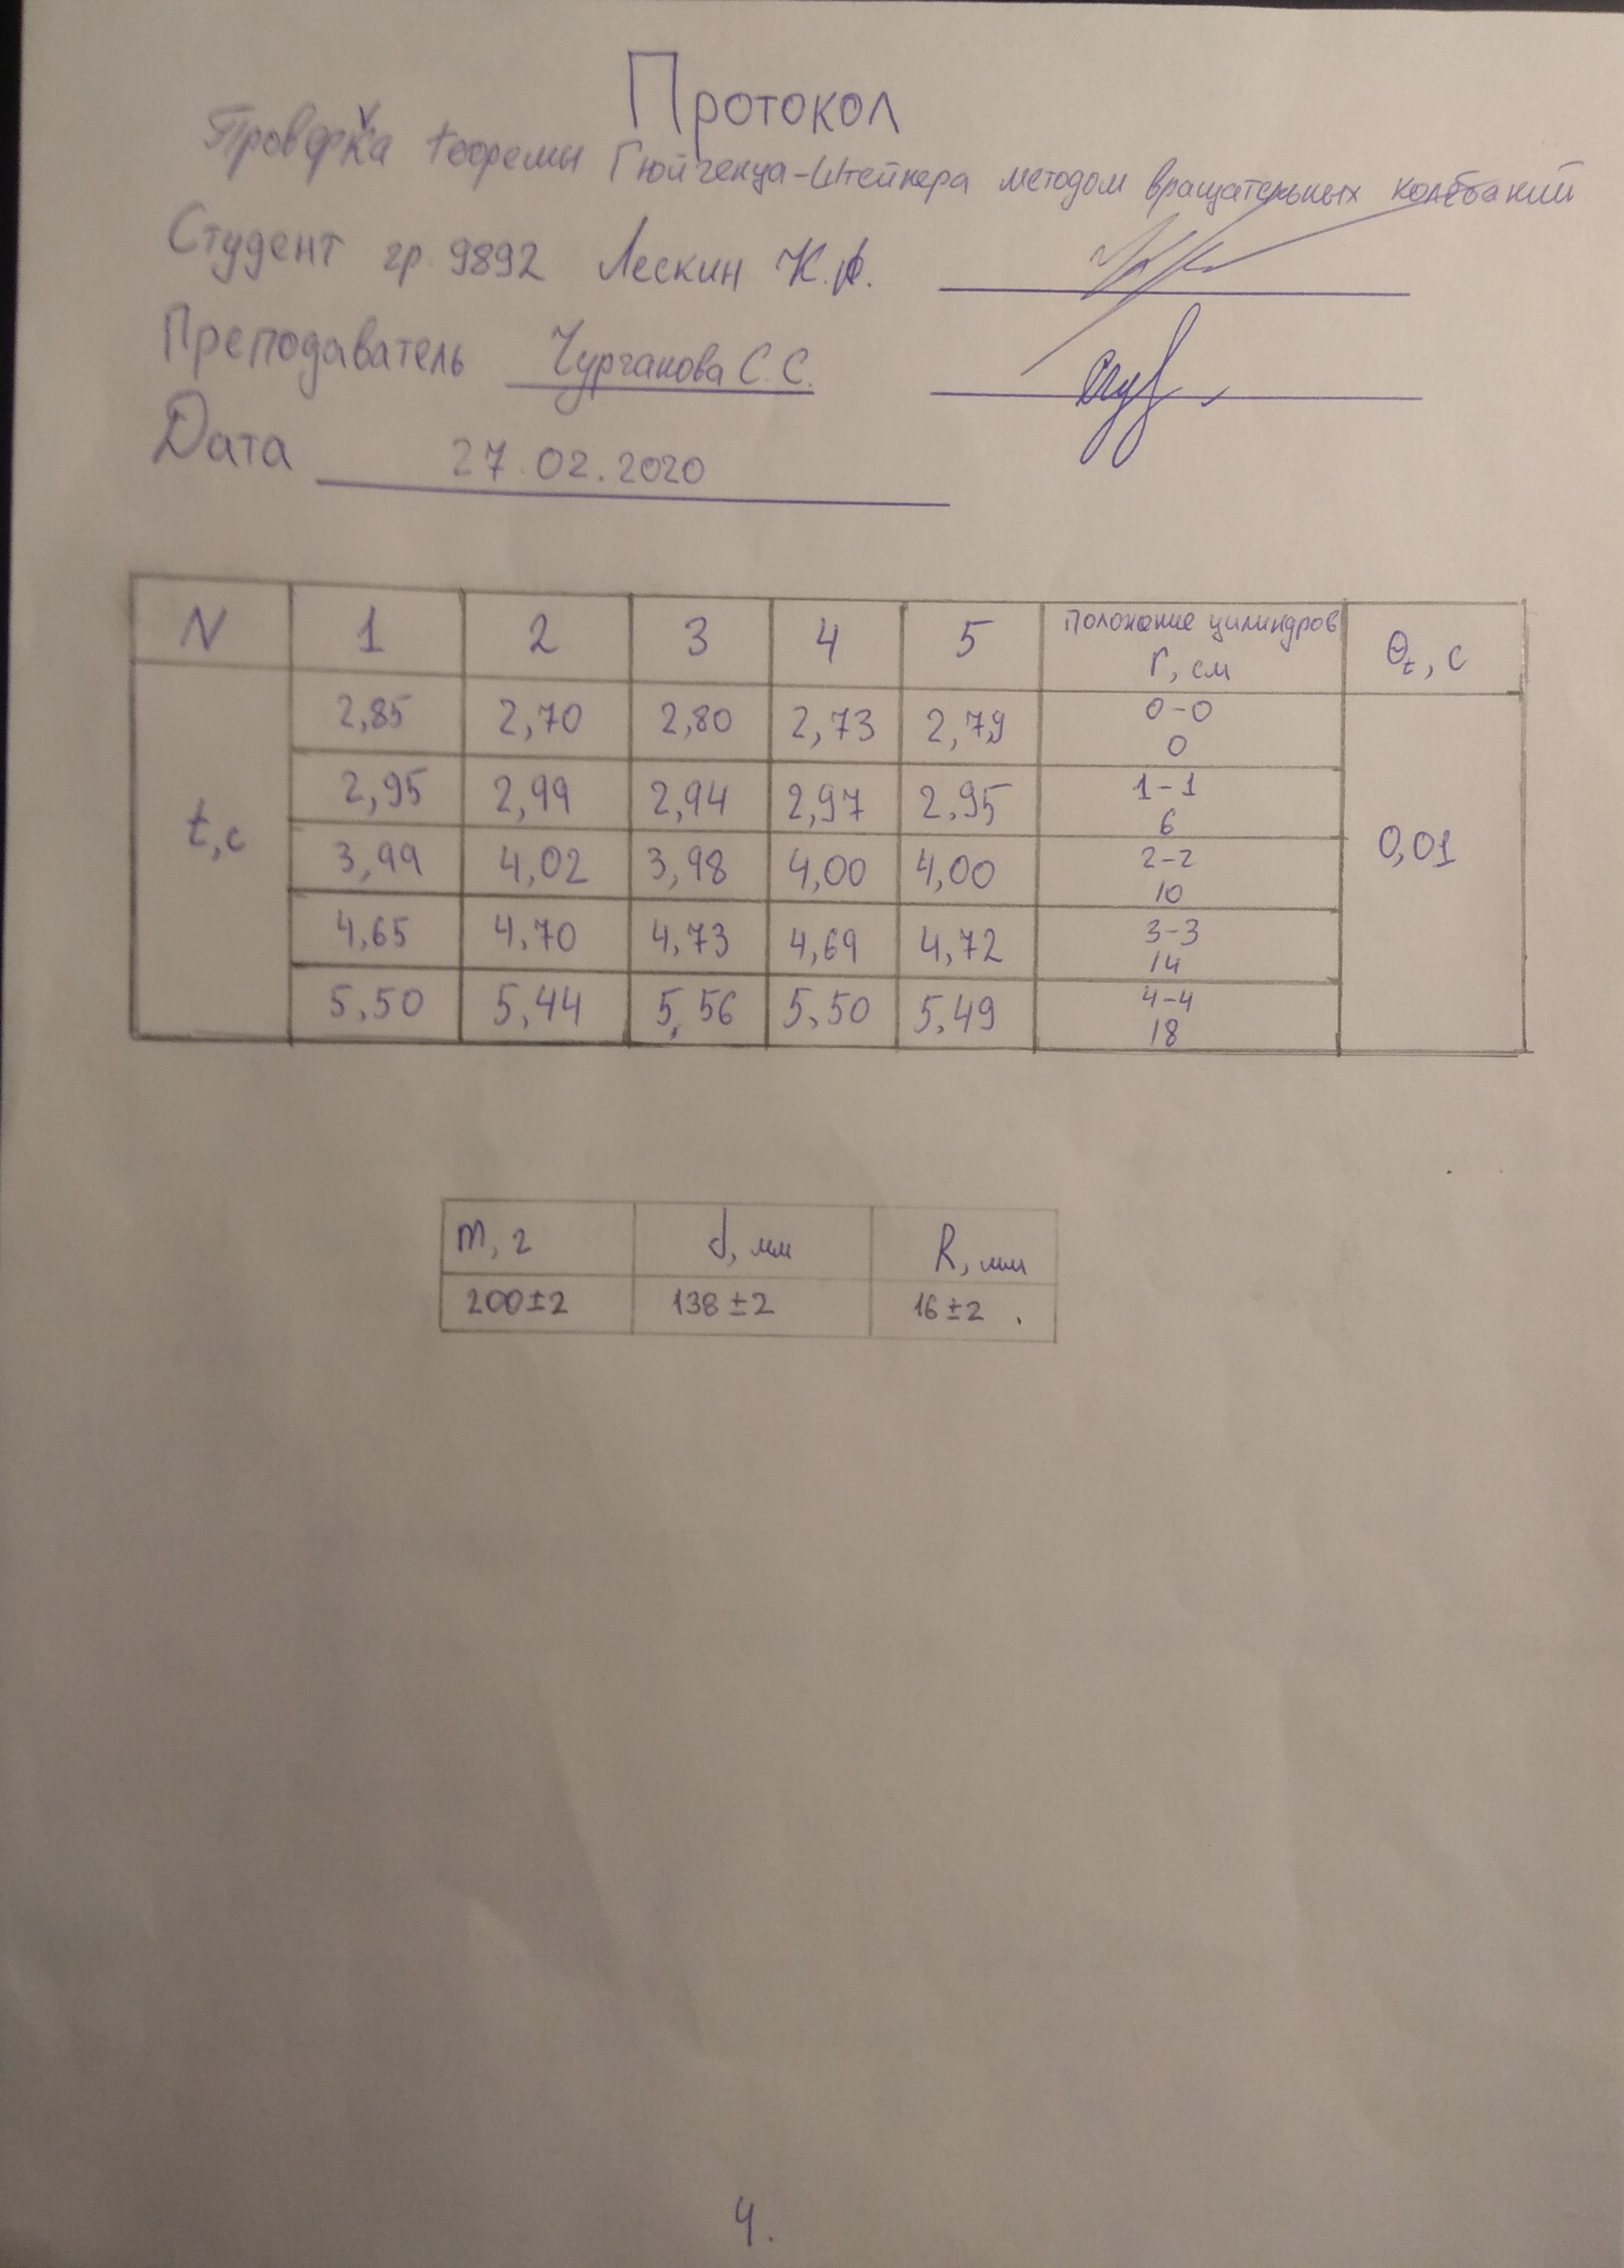 Протокол
Проверка теоремы Гюйгенца-Штейнера методом вращательных колебаний
Студент гр. 9892 Лескин К.А.
Преподаватель Чурганова С.С.
Дата 27.02.2020
N 1 2 3 4 5 Положение цилиндров r, см θt, с
t, с
2,85 2,70 2,80 2,73 2,79 0-0 0
2,95 2,99 2,94 2,97 2,95 1-1 6
3,99 4,02 3,98 4,00 4,00 2-2 10 0,01
4,65 4,70 4,73 4,69 4,72 3-3 14
5,50 5,44 5,56 5,50 5,49 4-4 18
m, г d, мм R, мм
200±2 138±2 16±2
4.